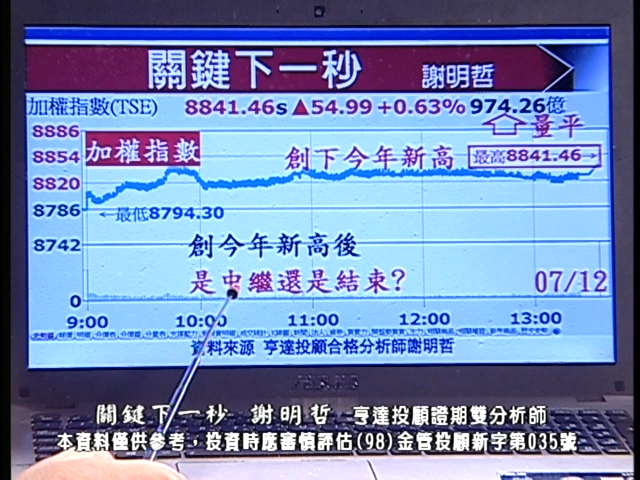 關鍵下一秒 謝明哲
加權指數(TSE) 8841.46s ▲54.99 +0.63% 974.26億
8886
量平
加權指數
8854
創下今年新高
最高8841.46→
8820
8786
←最低8794.30
8742
創今年新高後
是中繼還是結束?
07/12
0
9:00 10:00 11:00 12:00 13:00
資料來源 亨達投顧合格分析師謝明哲
關鍵下一秒 謝明哲 亨達投顧證期雙分析師
本資料僅供參考，投資時應審慎評估(98)金管投顧新字第035號